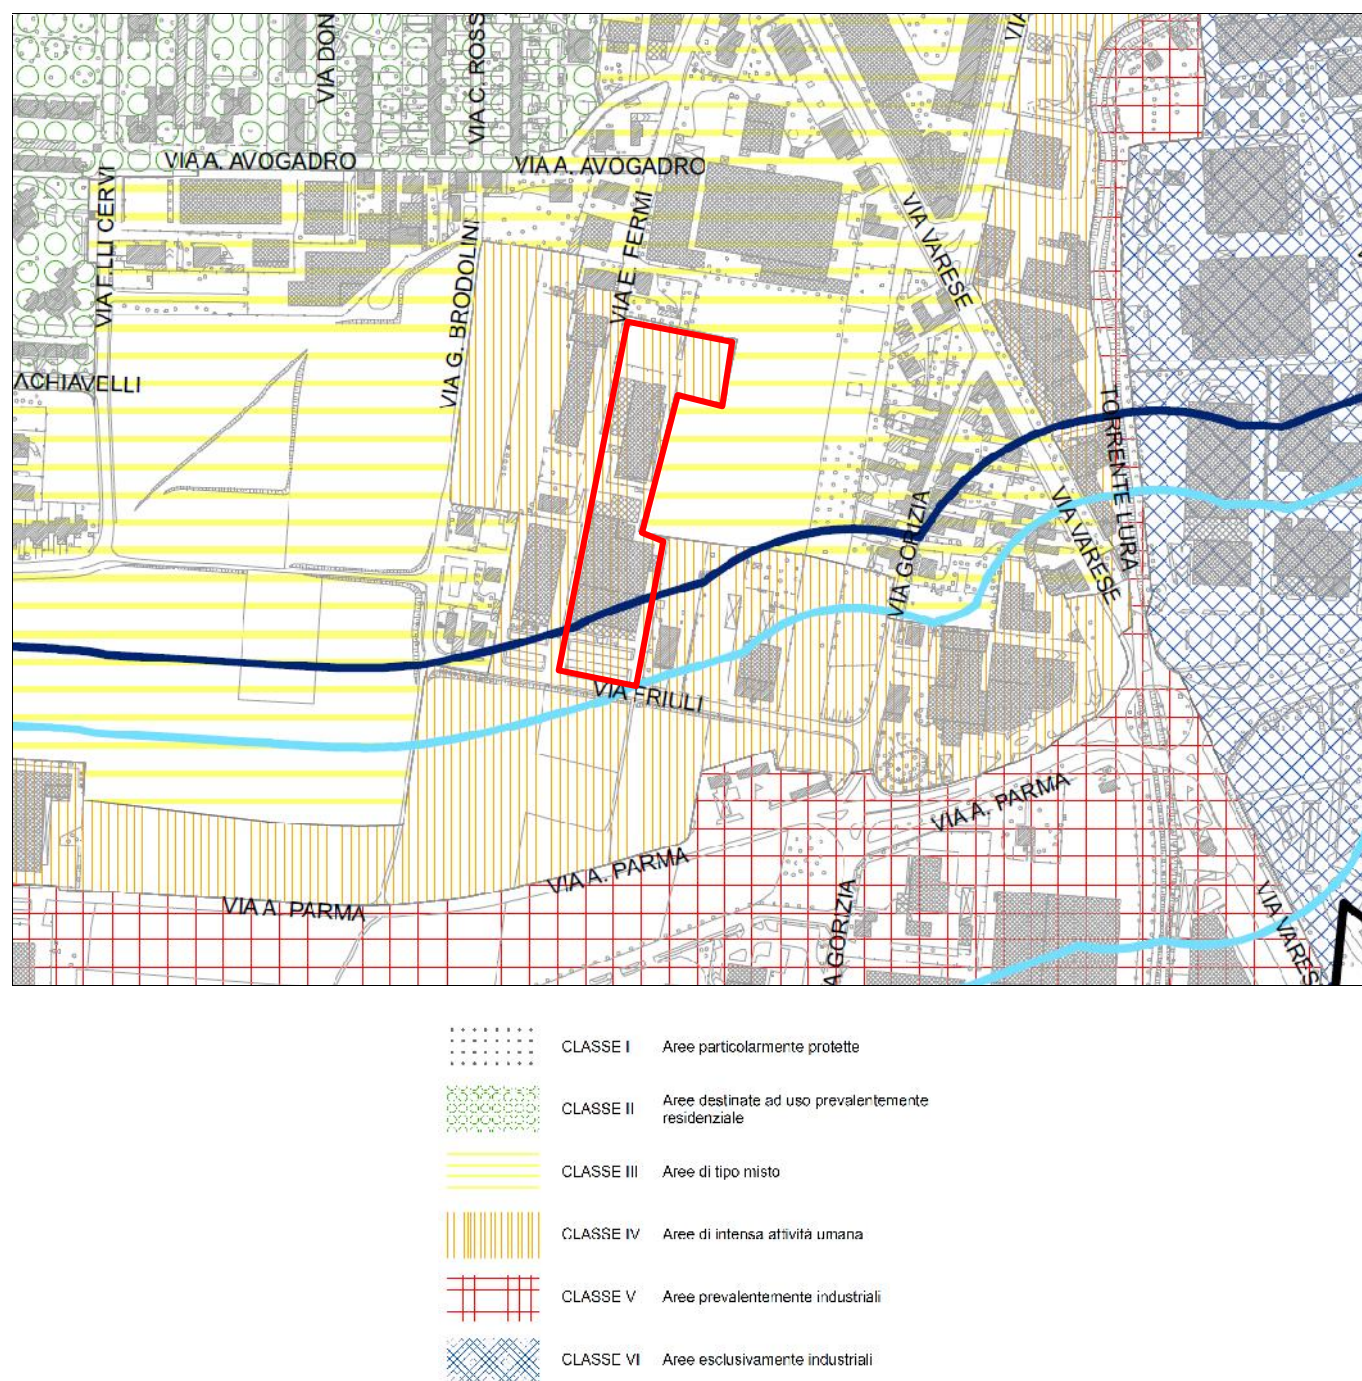 VIA DON
VIA C. ROSS
VIA
VIA A. AVOGADRO
VIA A. AVOGADRO
VIA F.LLI CERVI
VIA G. BRODOLINI
VIA E. FERMI
VIA VARESE
ACHIAVELLI
TORRENTE LURA
VIA GORIZIA
VIA VARESE
VIA FRIULI
VIA A. PARMA
VIA A. PARMA
VIA A. PARMA
A GORIZIA
VIA VARES
CLASSE I Aree particolarmente protette
CLASSE II Aree destinate ad uso prevalentemente
residenziale
CLASSE III Aree di tipo misto
CLASSE IV Aree di intensa attività umana
CLASSE V Aree prevalentemente industriali
CLASSE VI Aree esclusivamente industriali